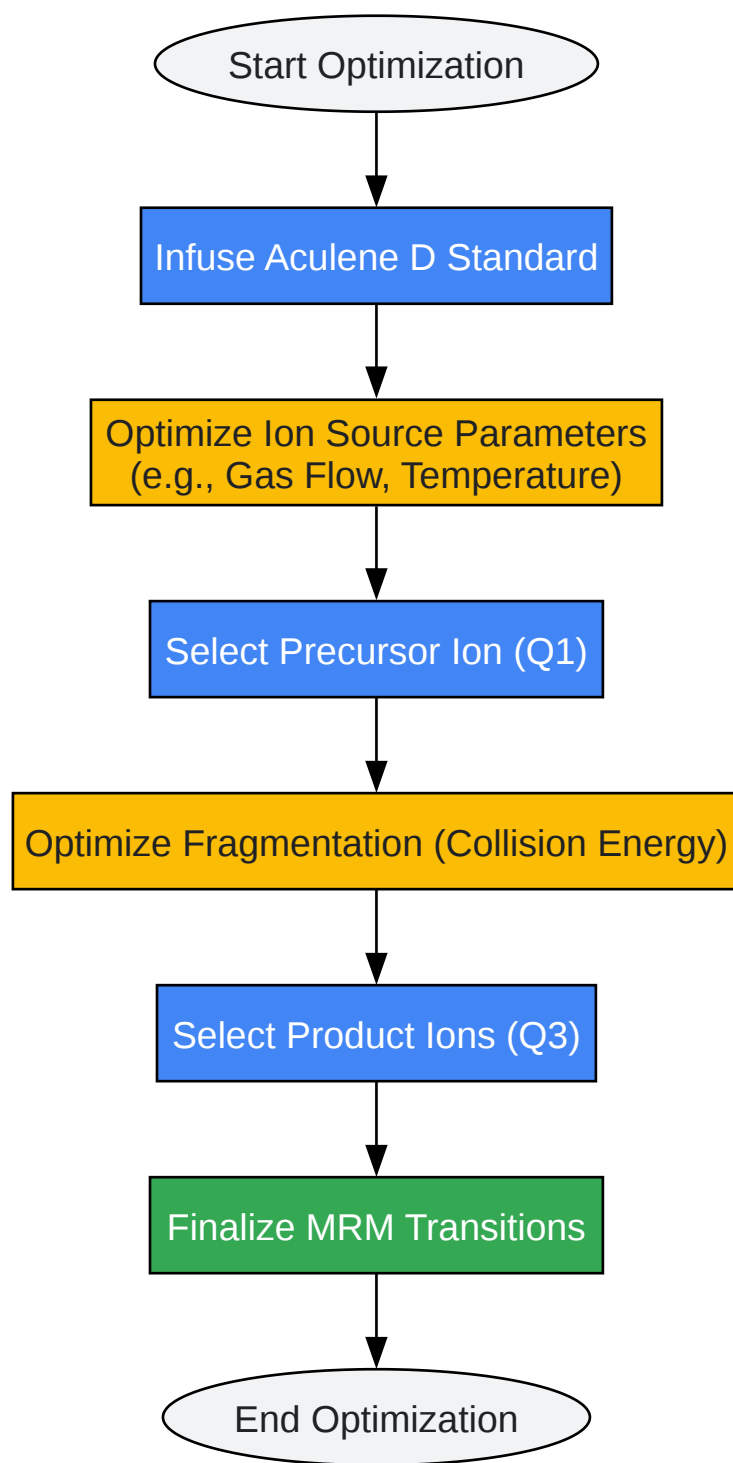 Start Optimization
Infuse Aculene D Standard
Optimize Ion Source Parameters
(e.g., Gas Flow, Temperature)
Select Precursor Ion (Q1)
Optimize Fragmentation (Collision Energy)
Select Product Ions (Q3)
Finalize MRM Transitions
End Optimization